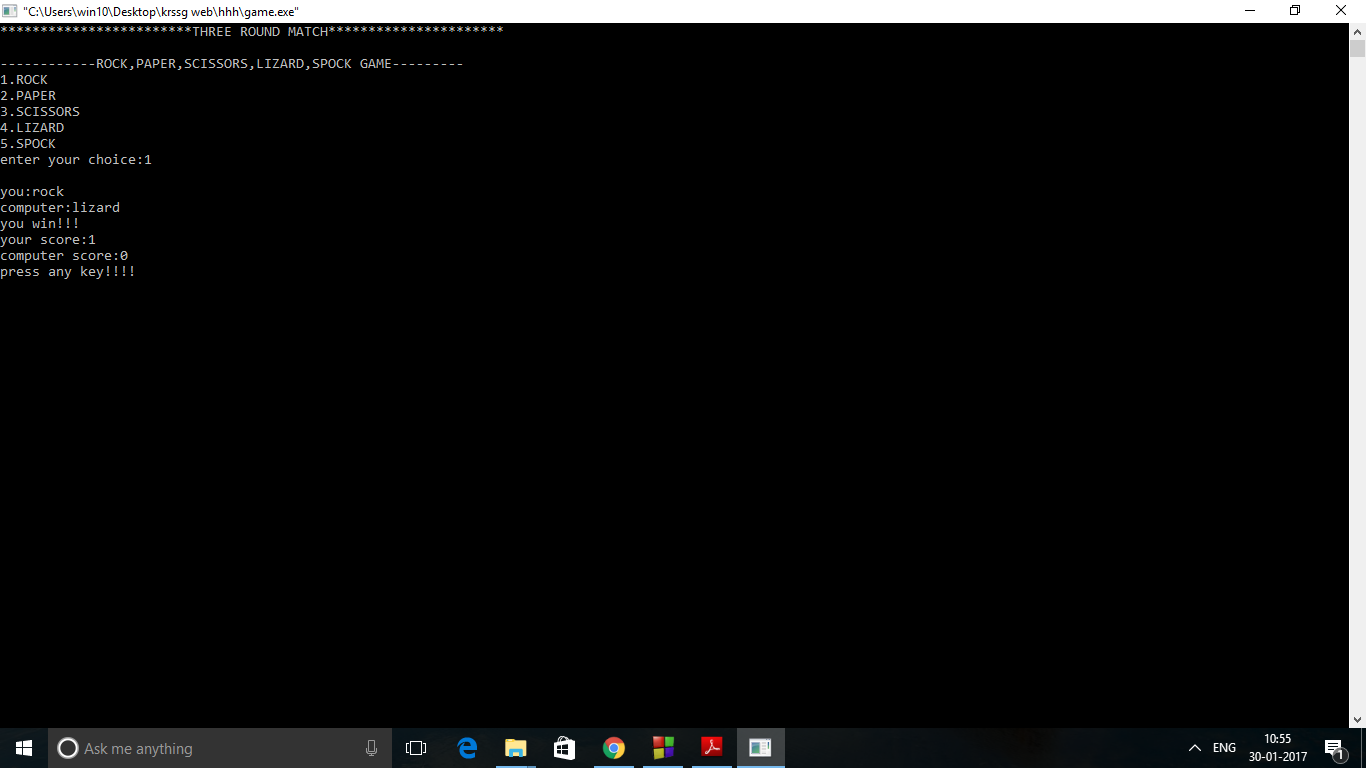 "C:\Users\win10\Desktop\krssg web\hhh\game.exe"
************************THREE ROUND MATCH**********************
------------ROCK,PAPER,SCISSORS,LIZARD,SPOCK GAME---------
1.ROCK
2.PAPER
3.SCISSORS
4.LIZARD
5.SPOCK
enter your choice:1
you:rock
computer:lizard
you win!!!
your score:1
computer score:0
press any key!!!!
Ask me anything
ENG
10:55
30-01-2017
1